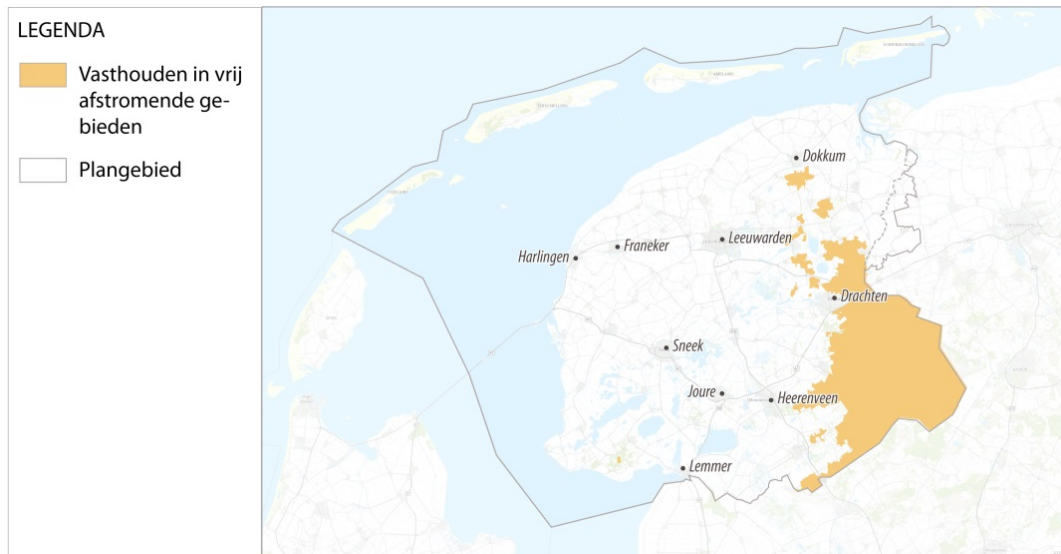 LEGENDA
Vasthouden in vrij
afstromende ge-
bieden
Plangebied
Dokkum
Leeuwarden
Franeker
Harlingen
Drachten
Sneek
Joure
Heerenveen
Lemmer